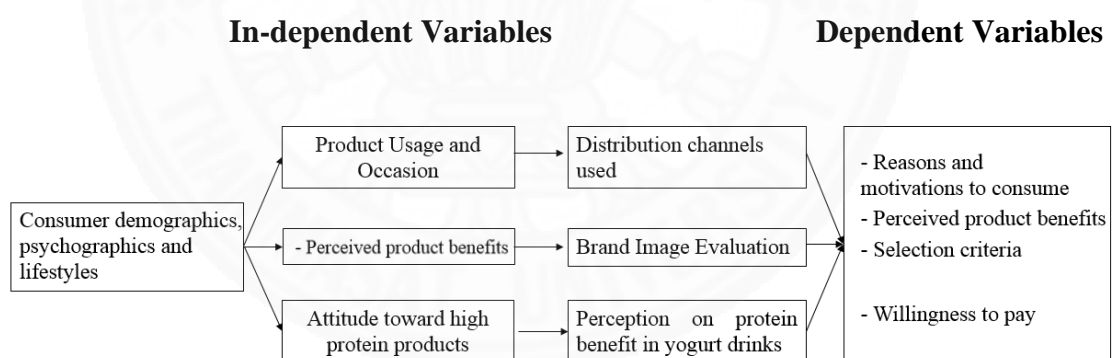 In-dependent Variables
Dependent Variables
Consumer demographics,
psychographics and
lifestyles
Product Usage and
Occasion
Distribution channels
used
- Perceived product benefits
Brand Image Evaluation
Attitude toward high
protein products
Perception on protein
benefit in yogurt drinks
- Reasons and
motivations to consume
- Perceived product benefits
- Selection criteria
- Willingness to pay